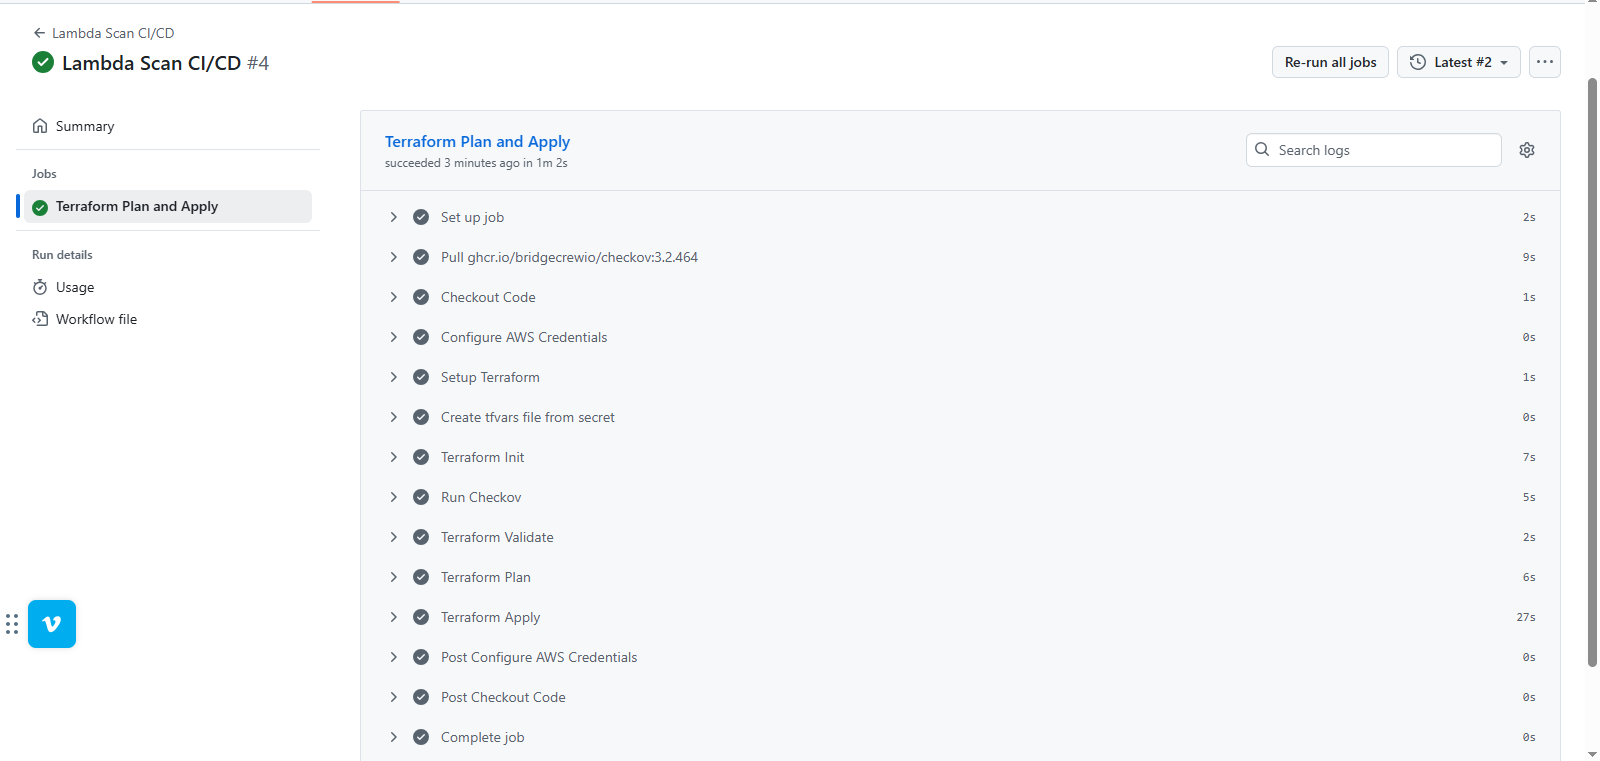 Lambda Scan CI/CD
Lambda Scan CI/CD #4
Re-run all jobs
Latest #2
Summary
Jobs
Terraform Plan and Apply
Run details
Usage
Workflow file
Terraform Plan and Apply
succeeded 3 minutes ago in 1m 2s
Search logs
Set up job 2s
Pull ghcr.io/bridgecrewio/checkov:3.2.464 9s
Checkout Code 1s
Configure AWS Credentials 0s
Setup Terraform 1s
Create tfvars file from secret 0s
Terraform Init 7s
Run Checkov 5s
Terraform Validate 2s
Terraform Plan 6s
Terraform Apply 27s
Post Configure AWS Credentials 0s
Post Checkout Code 0s
Complete job 0s